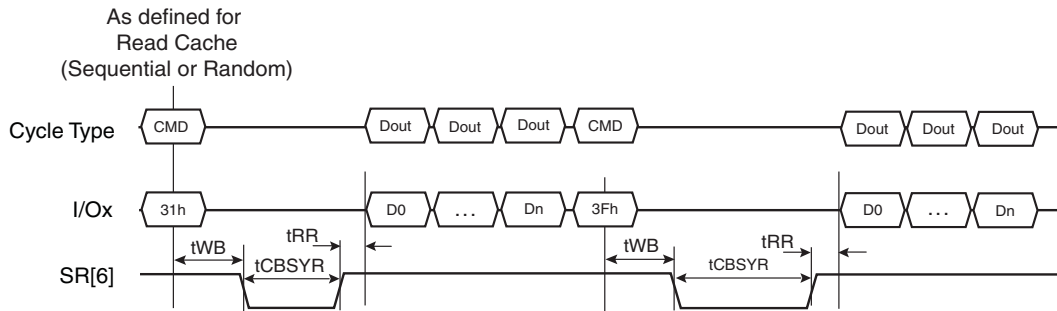 As defined for
Read Cache
(Sequential or Random)
Cycle Type
CMD
Dout
Dout
Dout
CMD
Dout
Dout
Dout
I/Ox
31h
D0
...
Dn
3Fh
D0
...
Dn
tWB
tRR
tWB
tRR
SR[6]
tCBSYR
tCBSYR